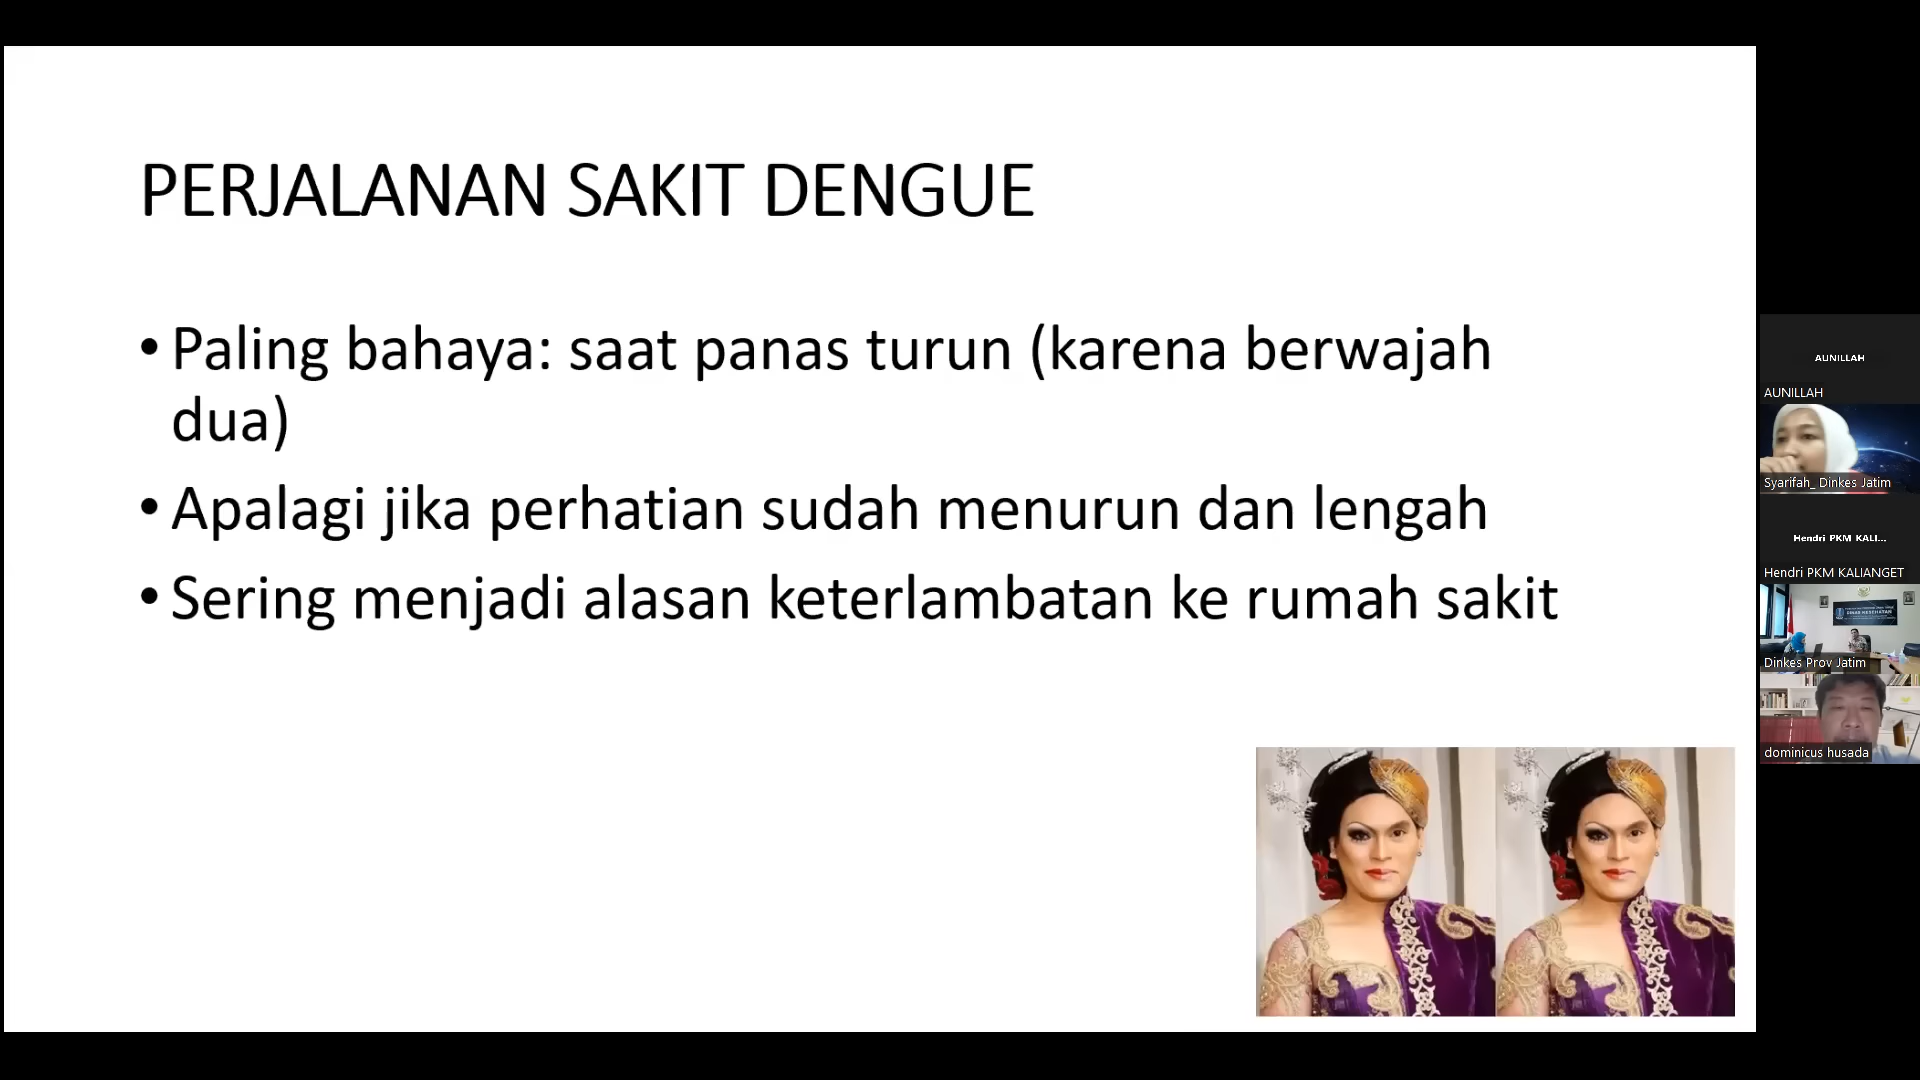 PERJALANAN SAKIT DENGUE
• Paling bahaya: saat panas turun (karena berwajah
dua)
• Apalagi jika perhatian sudah menurun dan lengah
• Sering menjadi alasan keterlambatan ke rumah sakit
AUNILLAH
AUNILLAH
Syarifah_ Dinkes Jatim
Hendri PKM KALI...
Hendri PKM KALIANGET
DINAS KESEHATAN
Dinkes Prov Jatim
dominicus husada